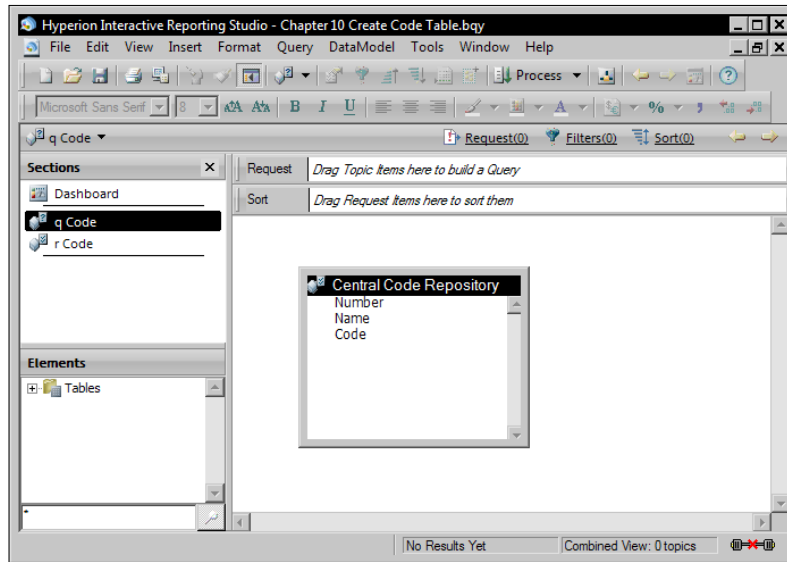 Hyperion Interactive Reporting Studio - Chapter 10 Create Code Table.bqy
File Edit View Insert Format Query DataModel Tools Window Help
Process
Microsoft Sans Serif 8 B I U A %
q Code Request(0) Filters(0) Sort(0)
Sections X
Dashboard
q Code
r Code
Request Drag Topic Items here to build a Query
Sort Drag Request Items here to sort them
Central Code Repository
Number
Name
Code
Elements
Tables
*
No Results Yet Combined View: 0 topics